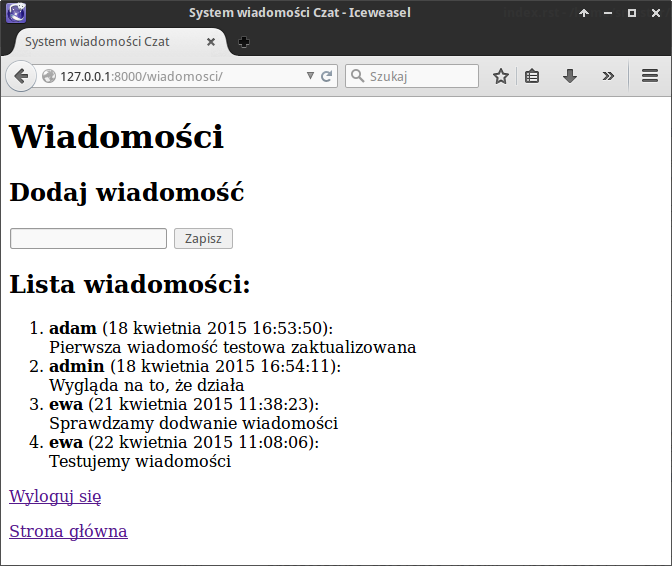 System wiadomości Czat - Iceweasel
System wiadomości Czat
127.0.0.1:8000/wiadomosci/
Szukaj
Wiadomości
Dodaj wiadomość
Zapisz
Lista wiadomości:
1. adam (18 kwietnia 2015 16:53:50):
Pierwsza wiadomość testowa zaktualizowana
2. admin (18 kwietnia 2015 16:54:11):
Wygląda na to, że działa
3. ewa (21 kwietnia 2015 11:38:23):
Sprawdzamy dodwanie wiadomości
4. ewa (22 kwietnia 2015 11:08:06):
Testujemy wiadomości
Wyloguj się
Strona główna